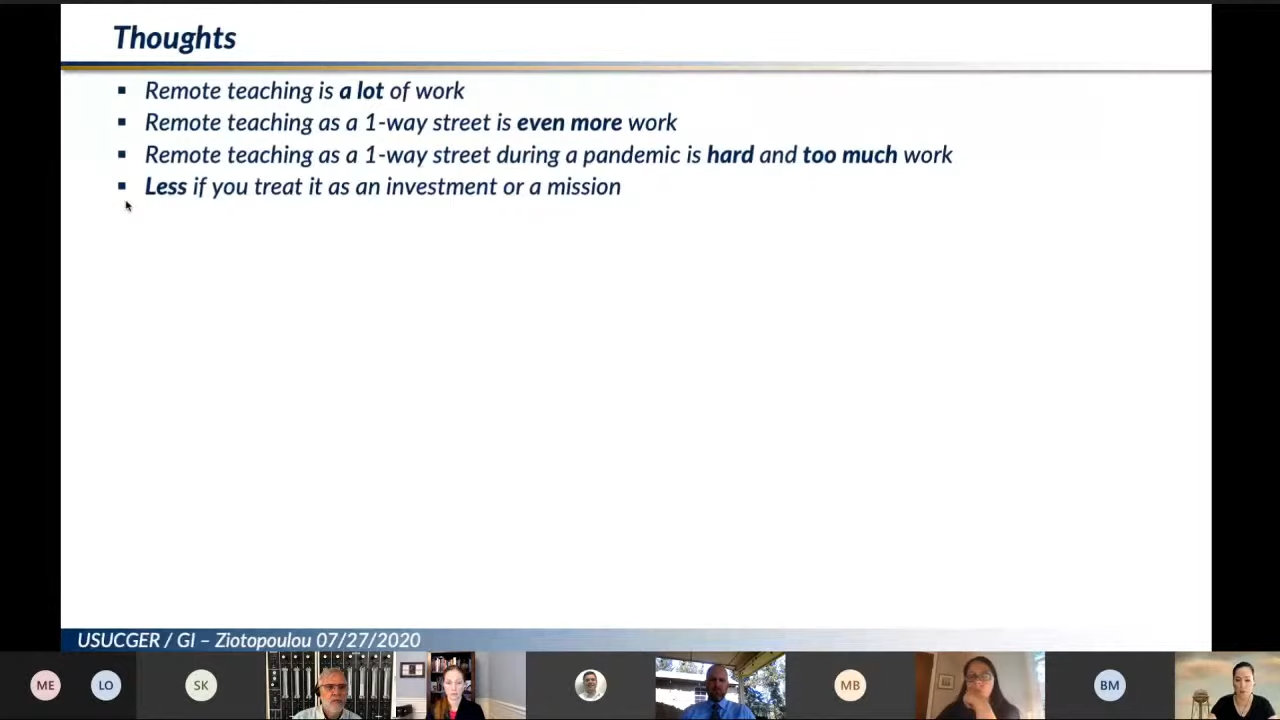 Thoughts
▪ Remote teaching is a lot of work
▪ Remote teaching as a 1-way street is even more work
▪ Remote teaching as a 1-way street during a pandemic is hard and too much work
▪ Less if you treat it as an investment or a mission
USUCGER / GI – Ziotopoulou 07/27/2020
ME LO SK MB BM